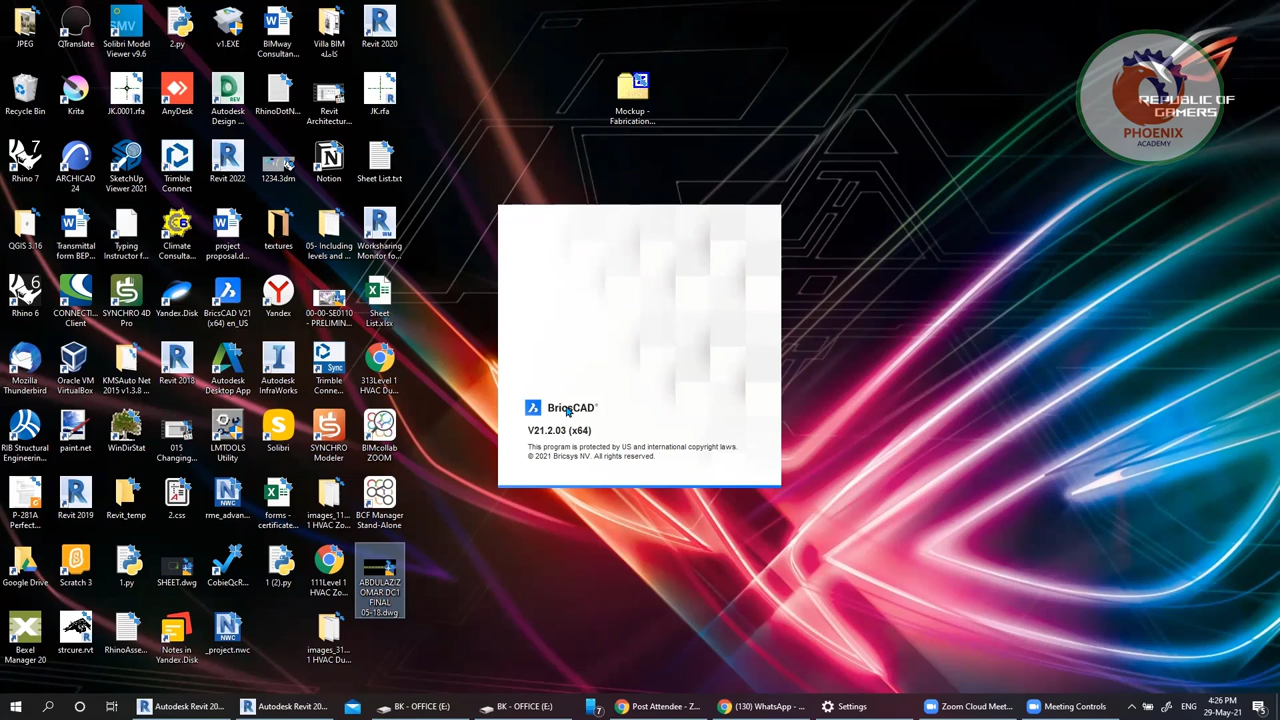 JPEG
QTranslate
Solibri Model
Viewer v9.6
2.py
v1.EXE
BIMway
Consultan...
Villa BIM
كامله
Revit 2020
Mockup -
Fabrication...
REPUBLIC OF
GAMERS
PHOENIX
ACADEMY
Recycle Bin
Krita
JK.0001.rfa
AnyDesk
Autodesk
Design ...
RhinoDotN...
Revit
Architectur...
JK.rfa
Rhino 7
ARCHICAD
24
SketchUp
Viewer 2021
Trimble
Connect
Revit 2022
1234.3dm
Notion
Sheet List.txt
QGIS 3.16
Transmittal
form BEP...
Typing
Instructor f...
Climate
Consulta...
project
proposal.d...
textures
05- Including
levels and ...
Worksharing
Monitor fo...
Rhino 6
CONNECTI...
Client
SYNCHRO 4D
Pro
Yandex.Disk
BricsCAD V21
(x64) en_US
Yandex
00-00-SE0110
- PRELIMIN...
Sheet
List.xlsx
Mozilla
Thunderbird
Oracle VM
VirtualBox
KMSAuto Net
2015 v1.3.8 ...
Revit 2018
Autodesk
Desktop App
Autodesk
InfraWorks
Trimble
Conne...
313Level 1
HVAC Du...
RIB Structural
Engineering...
paint.net
WinDirStat
015
Changing...
LMTOOLS
Utility
Solibri
SYNCHRO
Modeler
BIMcollab
ZOOM
BricsCAD®
V21.2.03 (x64)
This program is protected by US and international copyright laws.
© 2021 Bricsys NV. All rights reserved.
P-281A
Perfect...
Revit 2019
Revit_temp
2.css
rme_advan...
forms -
certificate...
images_11...
1 HVAC Zo...
BCF Manager
Stand-Alone
Google Drive
Scratch 3
1.py
SHEET.dwg
CobieQcR...
1 (2).py
111Level 1
HVAC Zo...
ABDULAZIZ
OMAR DC1
FINAL
05-18.dwg
Bexel
Manager 20
strcure.rvt
RhinoAsse...
Notes in
Yandex.Disk
_project.nwc
images_31...
1 HVAC Du...
Autodesk Revit 20...
Autodesk Revit 20...
BK - OFFICE (E:)
BK - OFFICE (E:)
7
Post Attendee - Z...
(130) WhatsApp - ...
Settings
Zoom Cloud Meet...
Meeting Controls
ENG
4:26 PM
29-May-21